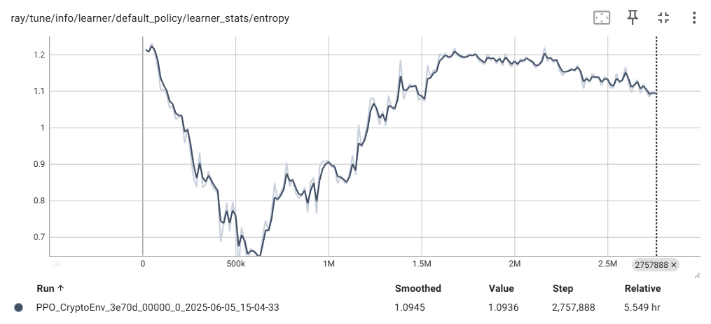 ray/tune/info/learner/default_policy/learner_stats/entropy
1.2
1.1
1
0.9
0.8
0.7
0 500k 1M 1.5M 2M 2.5M 2757888 ×
Run ↑ Smoothed Value Step Relative
PPO_CryptoEnv_3e70d_00000_0_2025-06-05_15-04-33 1.0945 1.0936 2,757,888 5.549 hr